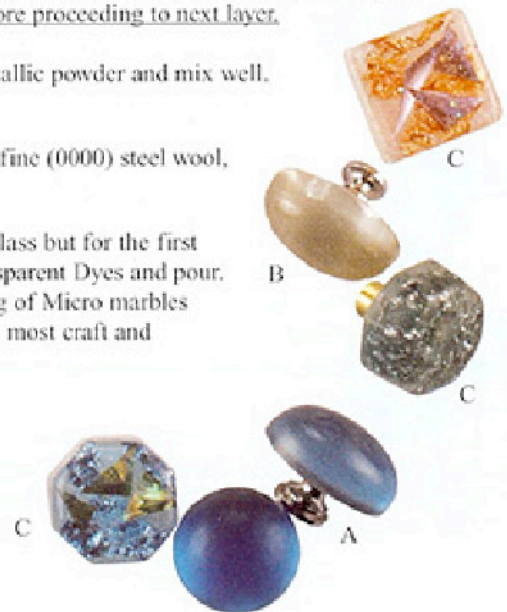 ore proceeding to next layer.
tallic powder and mix well.
fine (0000) steel wool,
lass but for the first
sparent Dyes and pour.
g of Micro marbles
most craft and
C
B
C
C
A